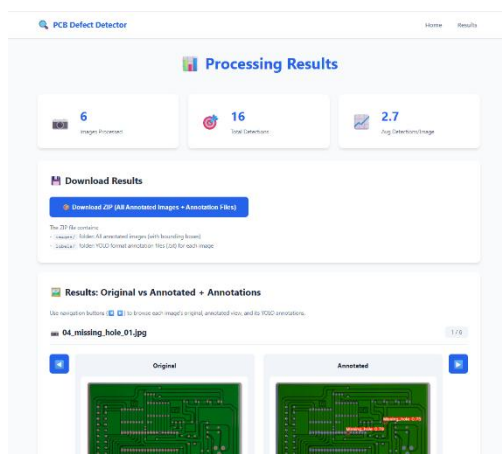 PCB Defect Detector
Home Results
Processing Results
6
Images Processed
16
Total Detections
2.7
Avg Detections/Image
Download Results
Download ZIP (All Annotated Images + Annotation Files)
The ZIP file contains:
folder: All annotated images (with bounding boxes)
- labels/ folder: YOLO format annotation files (.txt) for each image
Results: Original vs Annotated + Annotations
Use navigation buttons to browse each image's original, annotated view, and its YOLO annotations.
04_missing_hole_01.jpg
1 / 6
Original
Annotated
missing_hole
missing_hole